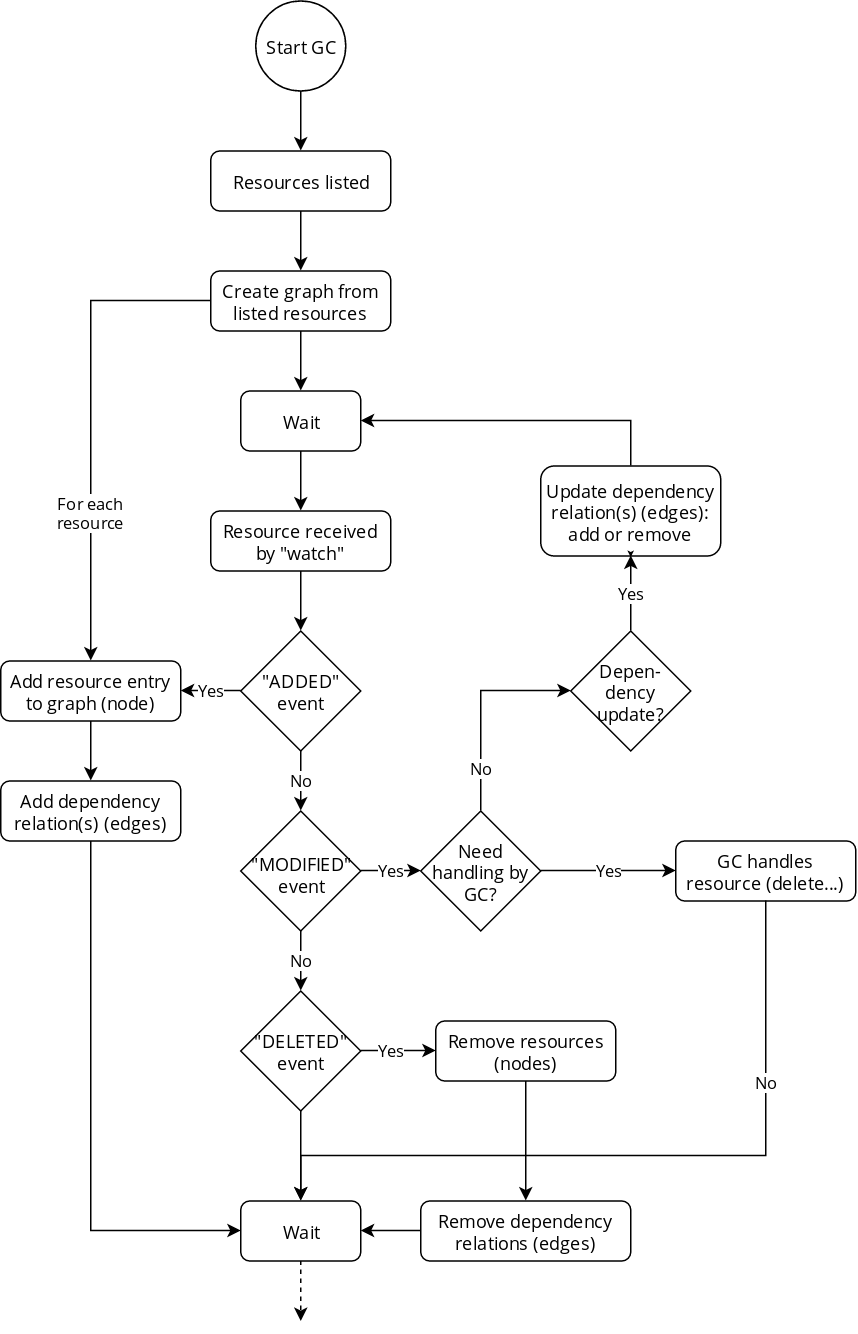 Start GC
Resources listed
Create graph from
listed resources
Wait
Resource received
by "watch"
For each
resource
Update dependency
relation(s) (edges):
add or remove
Yes
Depen-
dency
update?
"ADDED"
event
Yes
Add resource entry
to graph (node)
No
No
Add dependency
relation(s) (edges)
"MODIFIED"
event
Yes
Need
handling by
GC?
Yes
GC handles
resource (delete...)
No
"DELETED"
event
Yes
Remove resources
(nodes)
No
Wait
Remove dependency
relations (edges)